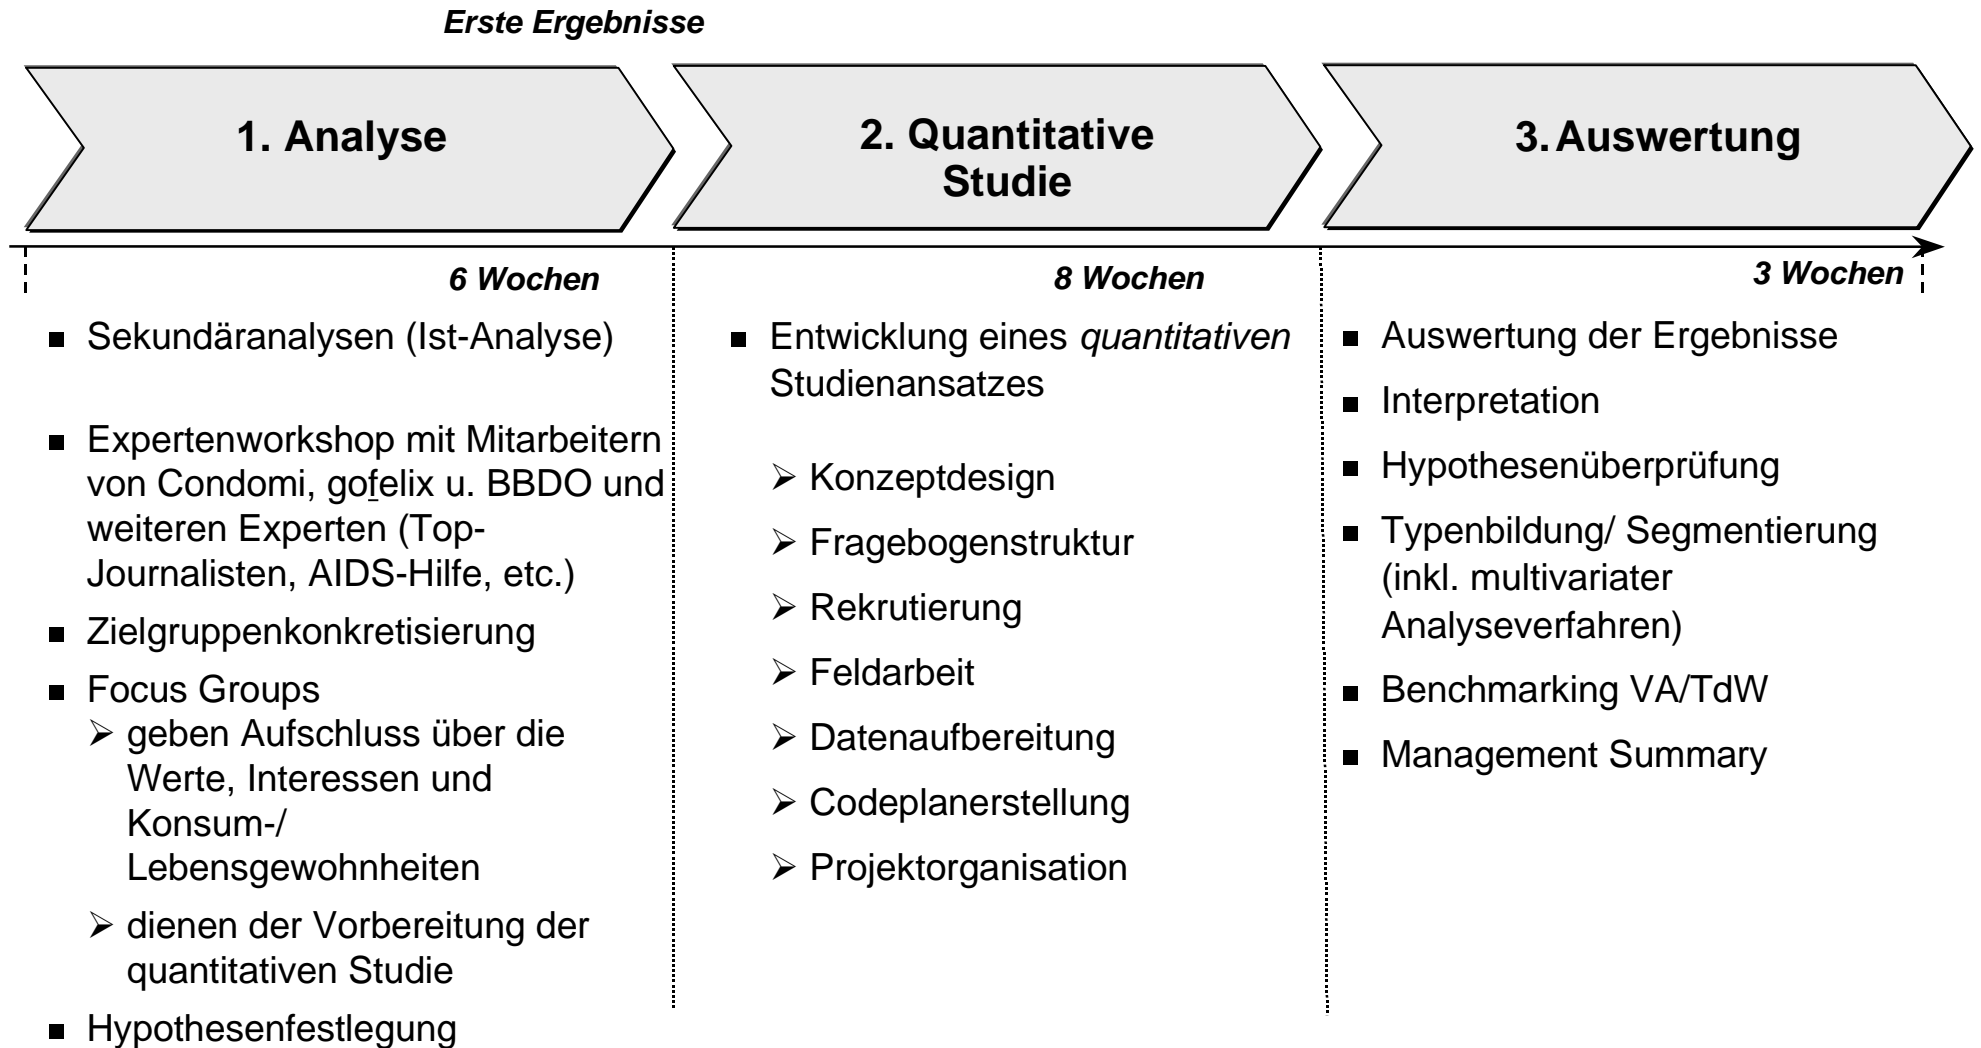 Erste Ergebnisse
1. Analyse
2. Quantitative
Studie
3. Auswertung
6 Wochen
8 Wochen
3 Wochen
■ Sekundäranalysen (Ist-Analyse)
■ Expertenworkshop mit Mitarbeitern
von Condomi, gofelix u. BBDO und
weiteren Experten (Top-
Journalisten, AIDS-Hilfe, etc.)
■ Zielgruppenkonkretisierung
■ Focus Groups
➢ geben Aufschluss über die
Werte, Interessen und
Konsum-/
Lebensgewohnheiten
➢ dienen der Vorbereitung der
quantitativen Studie
■ Hypothesenfestlegung
■ Entwicklung eines quantitativen
Studienansatzes
➢ Konzeptdesign
➢ Fragebogenstruktur
➢ Rekrutierung
➢ Feldarbeit
➢ Datenaufbereitung
➢ Codeplanerstellung
➢ Projektorganisation
■ Auswertung der Ergebnisse
■ Interpretation
■ Hypothesenüberprüfung
■ Typenbildung/ Segmentierung
(inkl. multivariater
Analyseverfahren)
■ Benchmarking VA/TdW
■ Management Summary